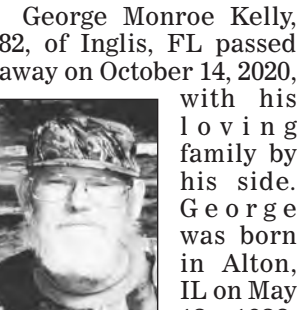 George Monroe Kelly,
82, of Inglis, FL passed
away on October 14, 2020,
with his
loving
family by
his side.
George
was born
in Alton,
IL on May